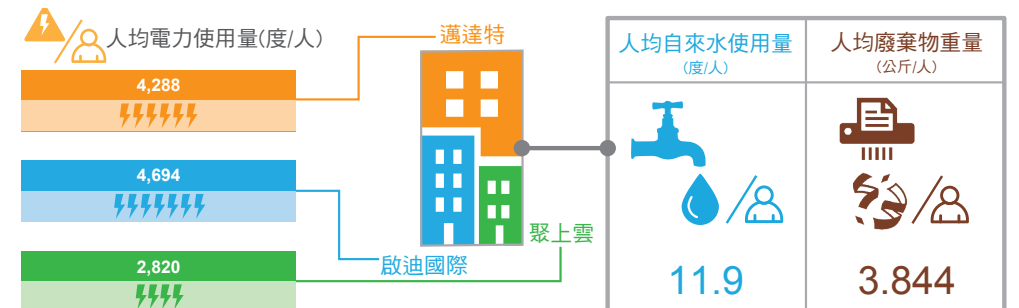 人均電力使用量(度/人)
4,288
4,694
2,820
邁達特
啟迪國際
聚上雲
人均自來水使用量
(度/人)
11.9
人均廢棄物重量
(公斤/人)
3.844